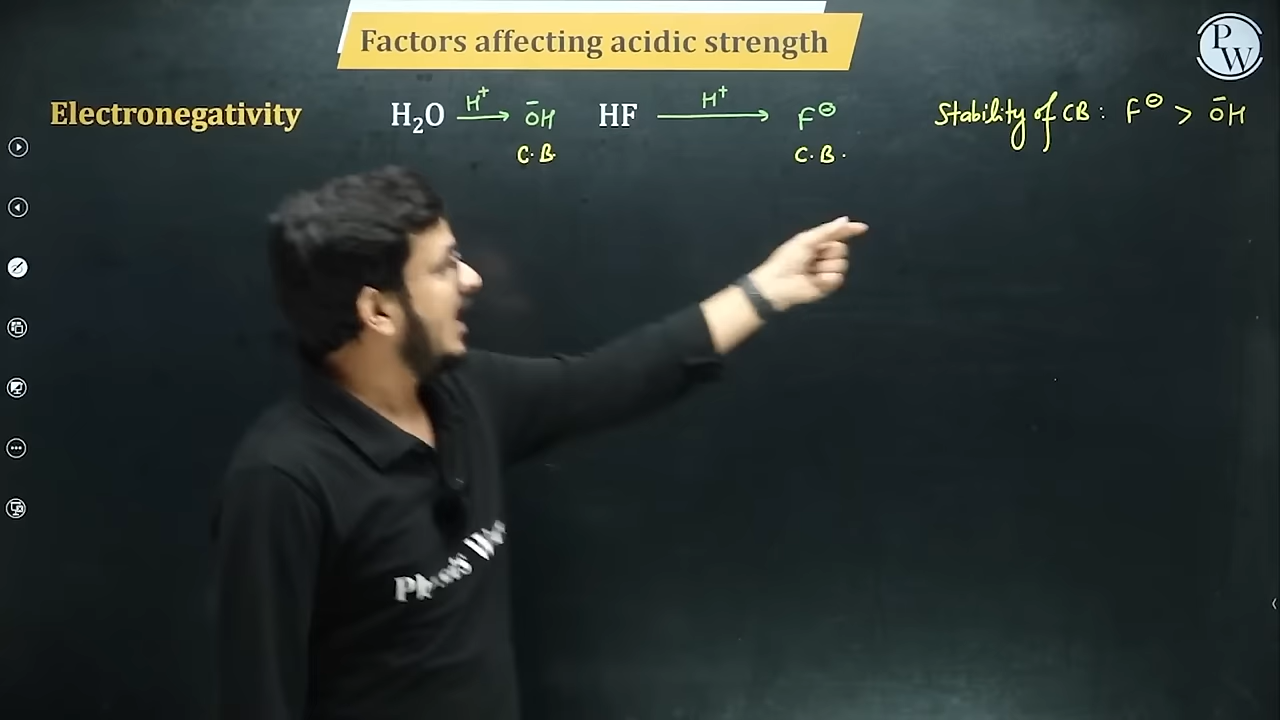 Factors affecting acidic strength
PW
Electronegativity H₂O H⁺→ ŌH HF H⁺→ F⊖ Stability of CB: F⊖ > ŌH
C.B. C.B.